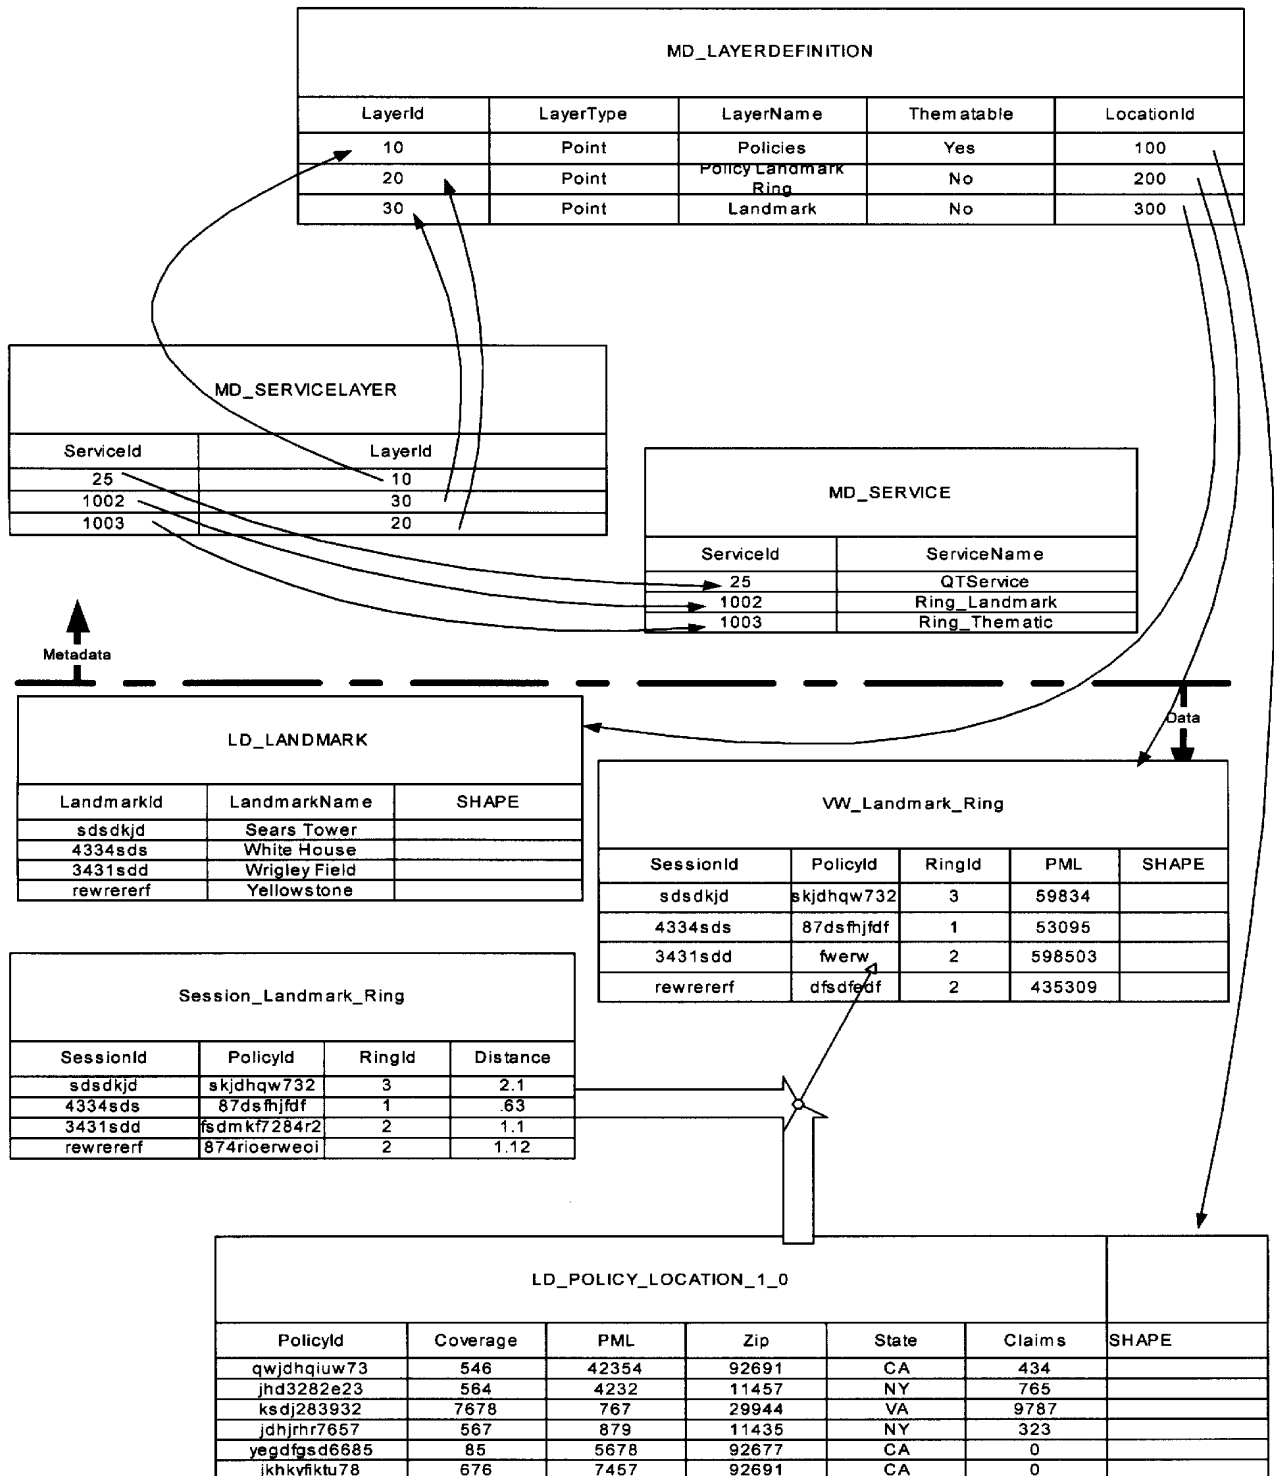 MD_LAYERDEFINITION
LayerId LayerType LayerName Thematable LocationId
10 Point Policies Yes 100
20 Point Policy Landmark Ring No 200
30 Point Landmark No 300
MD_SERVICELAYER
ServiceId LayerId
25 10
1002 30
1003 20
MD_SERVICE
ServiceId ServiceName
25 QTService
1002 Ring_Landmark
1003 Ring_Thematic
Metadata
Data
LD_LANDMARK
LandmarkId LandmarkName SHAPE
sdsdkjd Sears Tower
4334sds White House
3431sdd Wrigley Field
rewrererf Yellowstone
VW_Landmark_Ring
SessionId PolicyId RingId PML SHAPE
sdsdkjd skjdhqw732 3 59834
4334sds 87dsfhjfdf 1 53095
3431sdd fwerw 2 598503
rewrererf dfsdfedf 2 435309
Session_Landmark_Ring
SessionId PolicyId RingId Distance
sdsdkjd skjdhqw732 3 2.1
4334sds 87dsfhjfdf 1 .63
3431sdd fsdmkf7284r2 2 1.1
rewrererf 874rioerweoi 2 1.12
LD_POLICY_LOCATION_1_0
PolicyId Coverage PML Zip State Claims SHAPE
qwjdhqiuw73 546 42354 92691 CA 434
jhd3282e23 564 4232 11457 NY 765
ksdj283932 7678 767 29944 VA 9787
jdhjrhr7657 567 879 11435 NY 323
yegdfgsd6685 85 5678 92677 CA 0
jkhkyfiktu78 676 7457 92691 CA 0